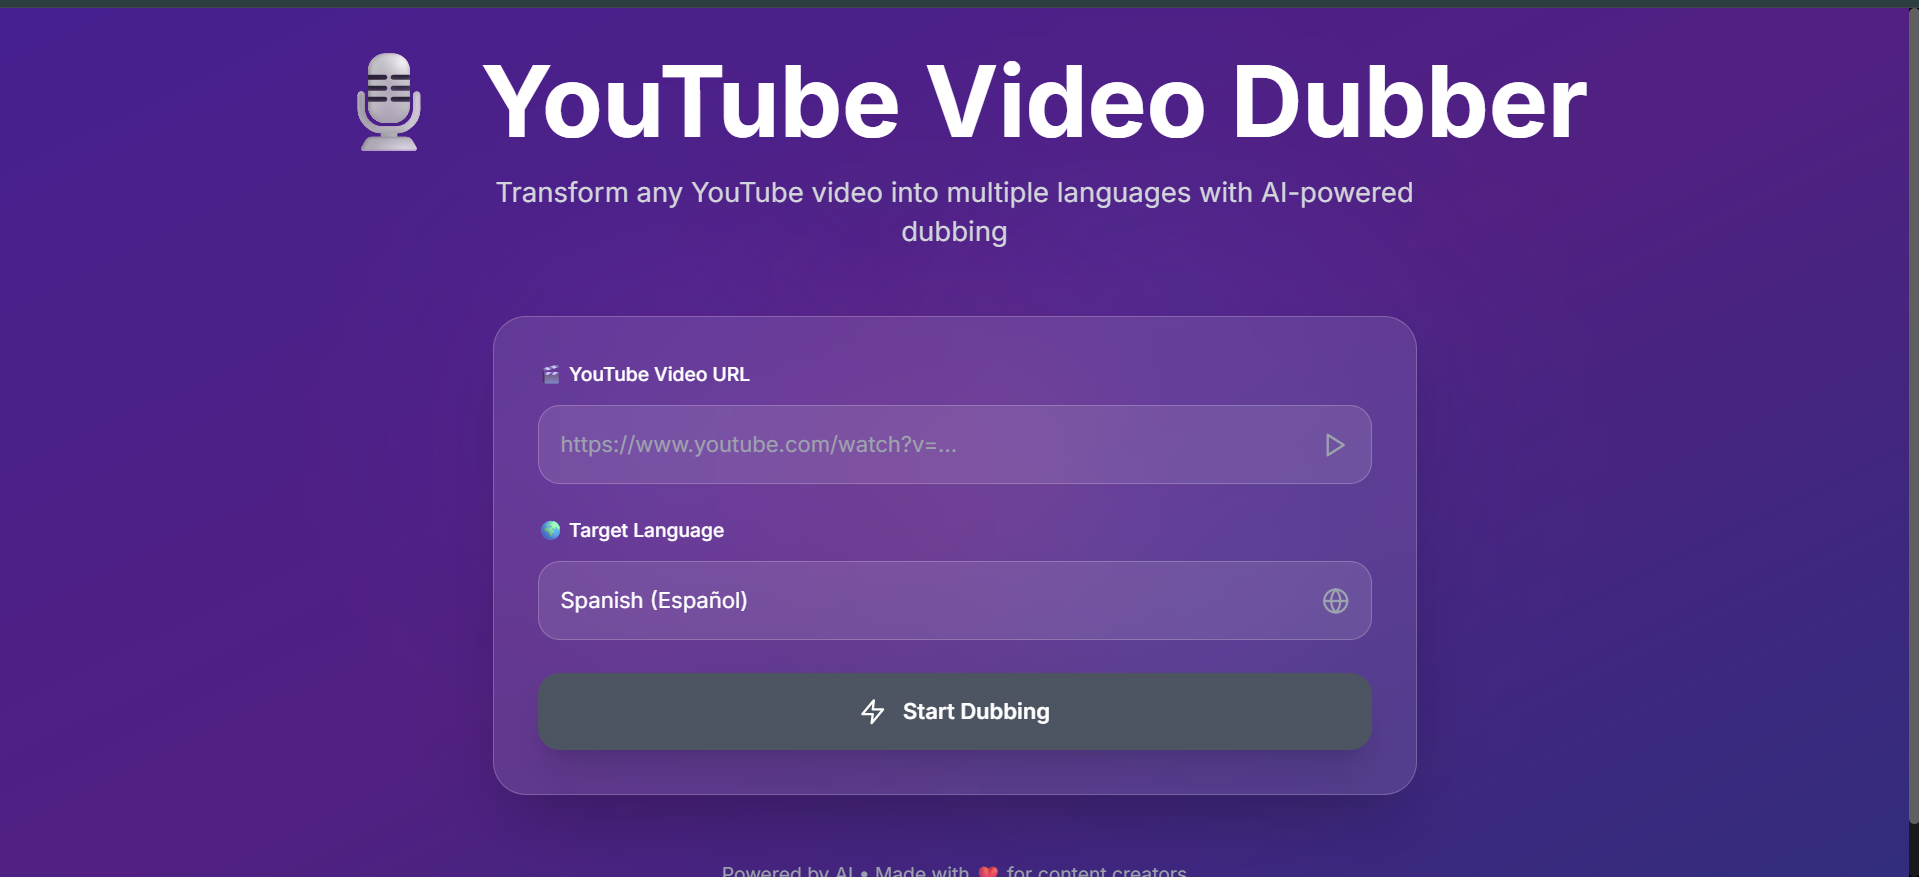 YouTube Video Dubber
Transform any YouTube video into multiple languages with AI-powered
dubbing
YouTube Video URL
https://www.youtube.com/watch?v=...
Target Language
Spanish (Español)
Start Dubbing
Powered by AI • Made with ❤️ for content creators